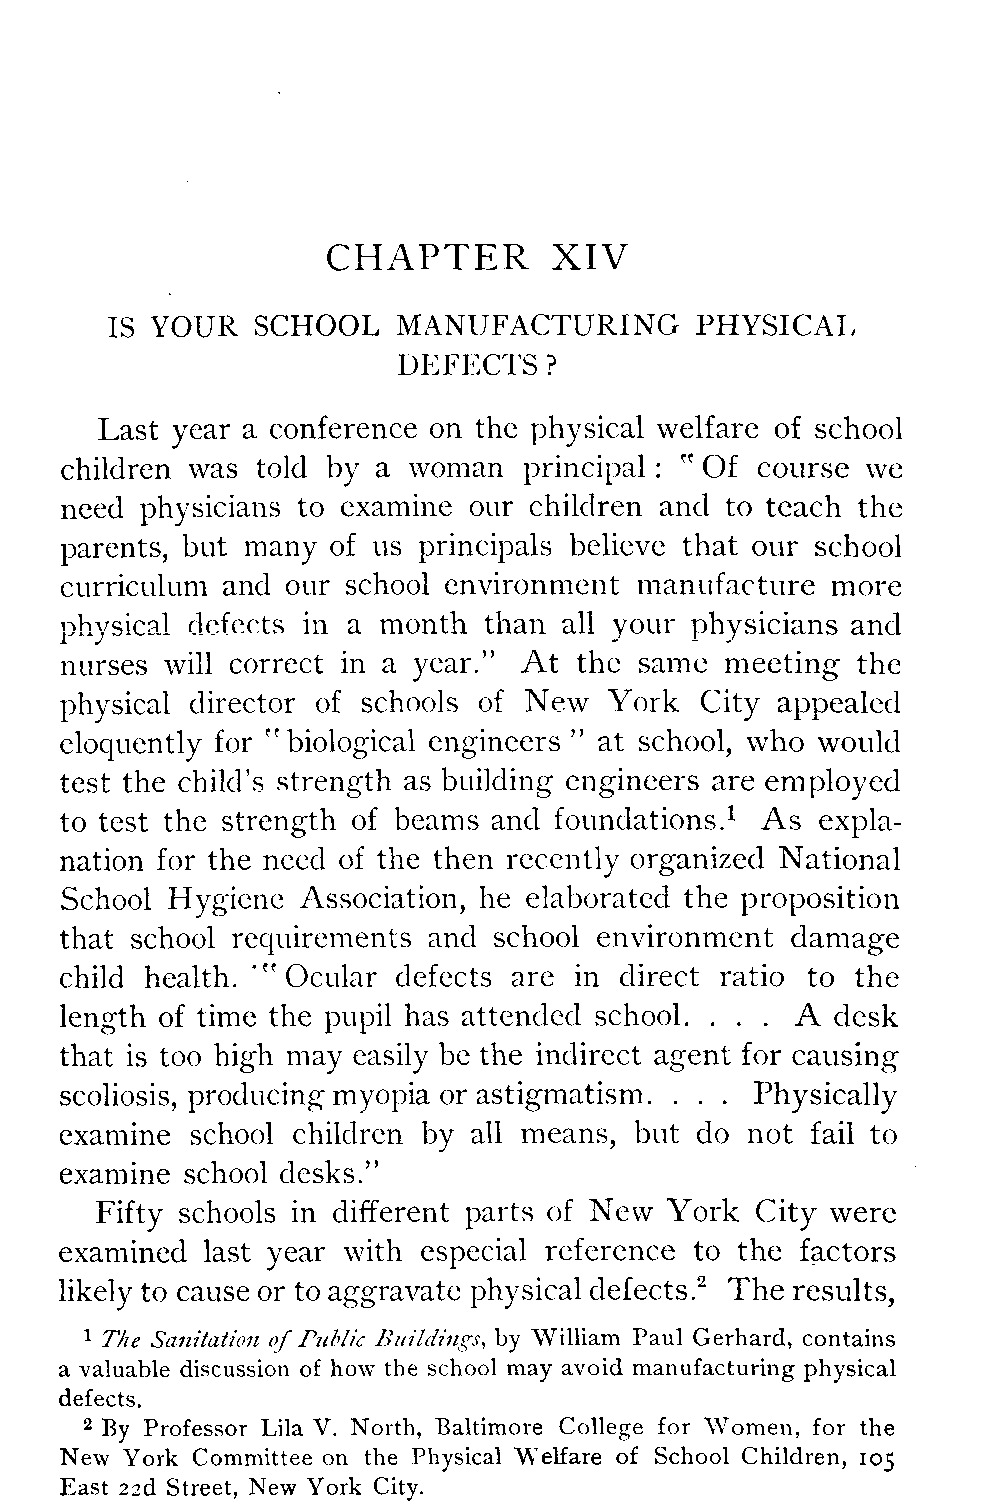 CHAPTER XIV
IS YOUR SCHOOL MANUFACTURING PHYSICAL
DEFECTS?
Last year a conference on the physical welfare of school
children was told by a woman principal: "Of course we
need physicians to examine our children and to teach the
parents, but many of us principals believe that our school
curriculum and our school environment manufacture more
physical defects in a month than all your physicians and
nurses will correct in a year." At the same meeting the
physical director of schools of New York City appealed
eloquently for "biological engineers" at school, who would
test the child's strength as building engineers are employed
to test the strength of beams and foundations.¹ As expla-
nation for the need of the then recently organized National
School Hygiene Association, he elaborated the proposition
that school requirements and school environment damage
child health. "Ocular defects are in direct ratio to the
length of time the pupil has attended school. . . . A desk
that is too high may easily be the indirect agent for causing
scoliosis, producing myopia or astigmatism. . . . Physically
examine school children by all means, but do not fail to
examine school desks."
Fifty schools in different parts of New York City were
examined last year with especial reference to the factors
likely to cause or to aggravate physical defects.² The results,
¹ The Sanitation of Public Buildings, by William Paul Gerhard, contains
a valuable discussion of how the school may avoid manufacturing physical
defects.
² By Professor Lila V. North, Baltimore College for Women, for the
New York Committee on the Physical Welfare of School Children, 105
East 22d Street, New York City.